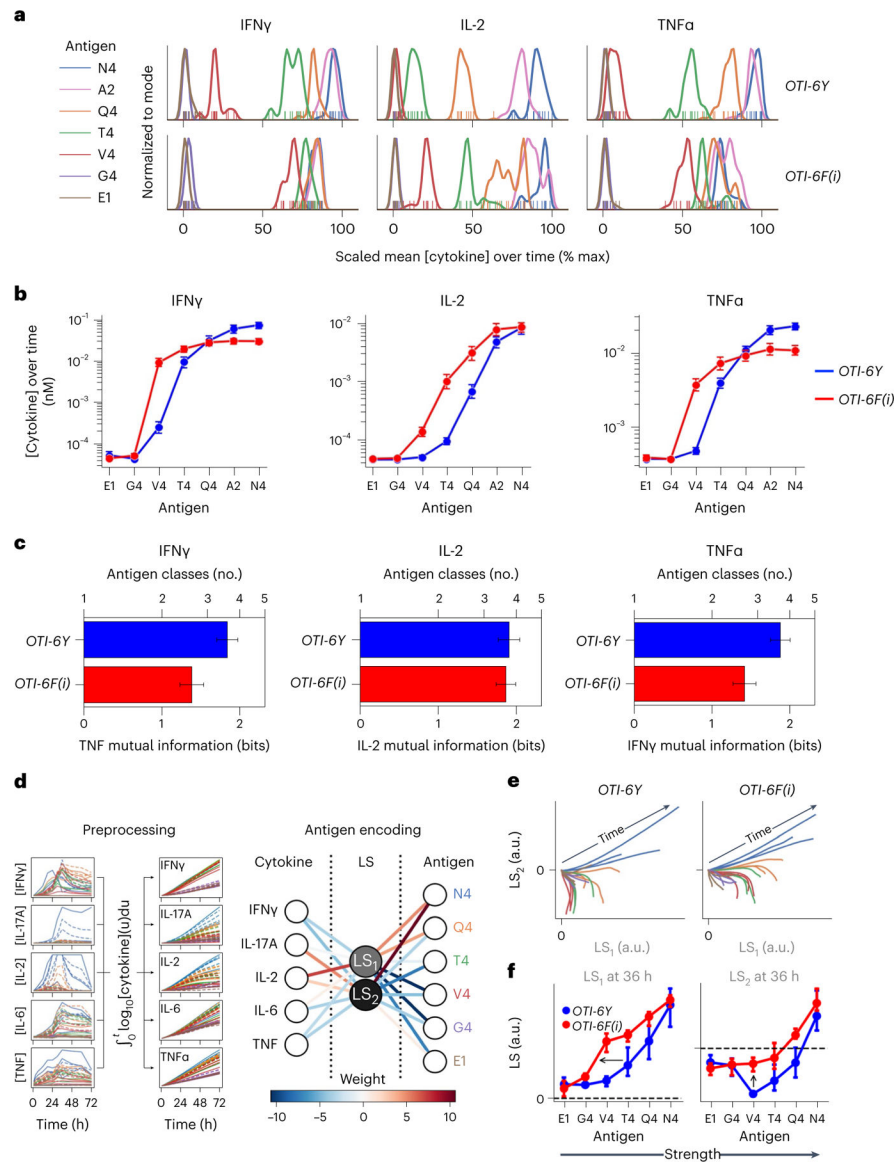 a
IFNγ
IL-2
TNFα
Antigen
N4
A2
Q4
T4
V4
G4
E1
Normalized to mode
OTI-6Y
OTI-6F(i)
0 50 100 0 50 100 0 50 100
Scaled mean [cytokine] over time (% max)
b
IFNγ
IL-2
TNFα
[Cytokine] over time
(nM)
10⁻¹
10⁻²
10⁻³
10⁻⁴
10⁻²
10⁻³
10⁻⁴
10⁻²
10⁻³
E1 G4 V4 T4 Q4 A2 N4
E1 G4 V4 T4 Q4 A2 N4
E1 G4 V4 T4 Q4 A2 N4
Antigen
Antigen
Antigen
OTI-6Y
OTI-6F(i)
c
IFNγ
IL-2
TNFα
Antigen classes (no.)
Antigen classes (no.)
Antigen classes (no.)
1 2 3 4 5
1 2 3 4 5
1 2 3 4 5
OTI-6Y
OTI-6F(i)
OTI-6Y
OTI-6F(i)
OTI-6Y
OTI-6F(i)
0 1 2
0 1 2
0 1 2
TNF mutual information (bits)
IL-2 mutual information (bits)
IFNγ mutual information (bits)
d
Preprocessing
[IFNγ]
[IL-17A]
[IL-2]
[IL-6]
[TNF]
0 24 48 72
Time (h)
∫₀ᵗlog₁₀[cytokine](u)du
IFNγ
IL-17A
IL-2
IL-6
TNFα
0 24 48 72
Time (h)
Antigen encoding
Cytokine
LS
Antigen
IFNγ
IL-17A
IL-2
IL-6
TNF
LS₁
LS₂
N4
Q4
T4
V4
G4
E1
Weight
−10 −5 0 5 10
e
OTI-6Y
OTI-6F(i)
Time
Time
LS₂ (a.u.)
0
0
0
LS₁ (a.u.)
LS₁ (a.u.)
f
LS₁ at 36 h
LS₂ at 36 h
OTI-6Y
OTI-6F(i)
LS (a.u.)
0
E1 G4 V4 T4 Q4 N4
E1 G4 V4 T4 Q4 N4
Antigen
Antigen
Strength